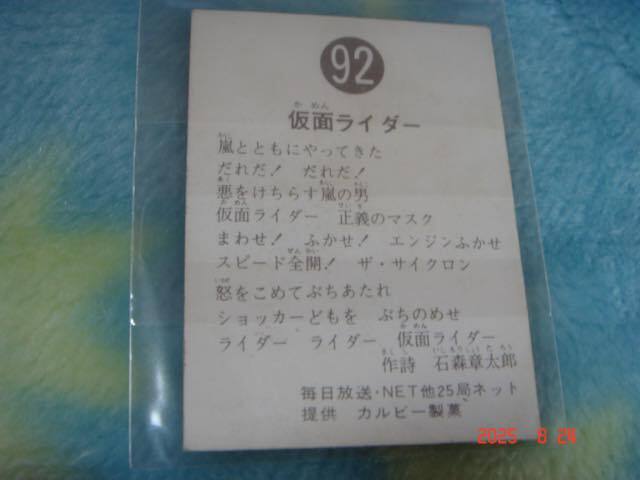 92
仮面ライダー
嵐とともにやってきた
だれだ！　だれだ！
悪をけちらす嵐の男
仮面ライダー　正義のマスク
まわせ！　ふかせ！　エンジンふかせ
スピード全開！　ザ・サイクロン
怒をこめてぶちあたれ
ショッカーどもを　ぶちのめせ
ライダー　ライダー　仮面ライダー
作詩　石森章太郎
毎日放送・NET他25局ネット
提供　カルビー製菓
2025 8 24